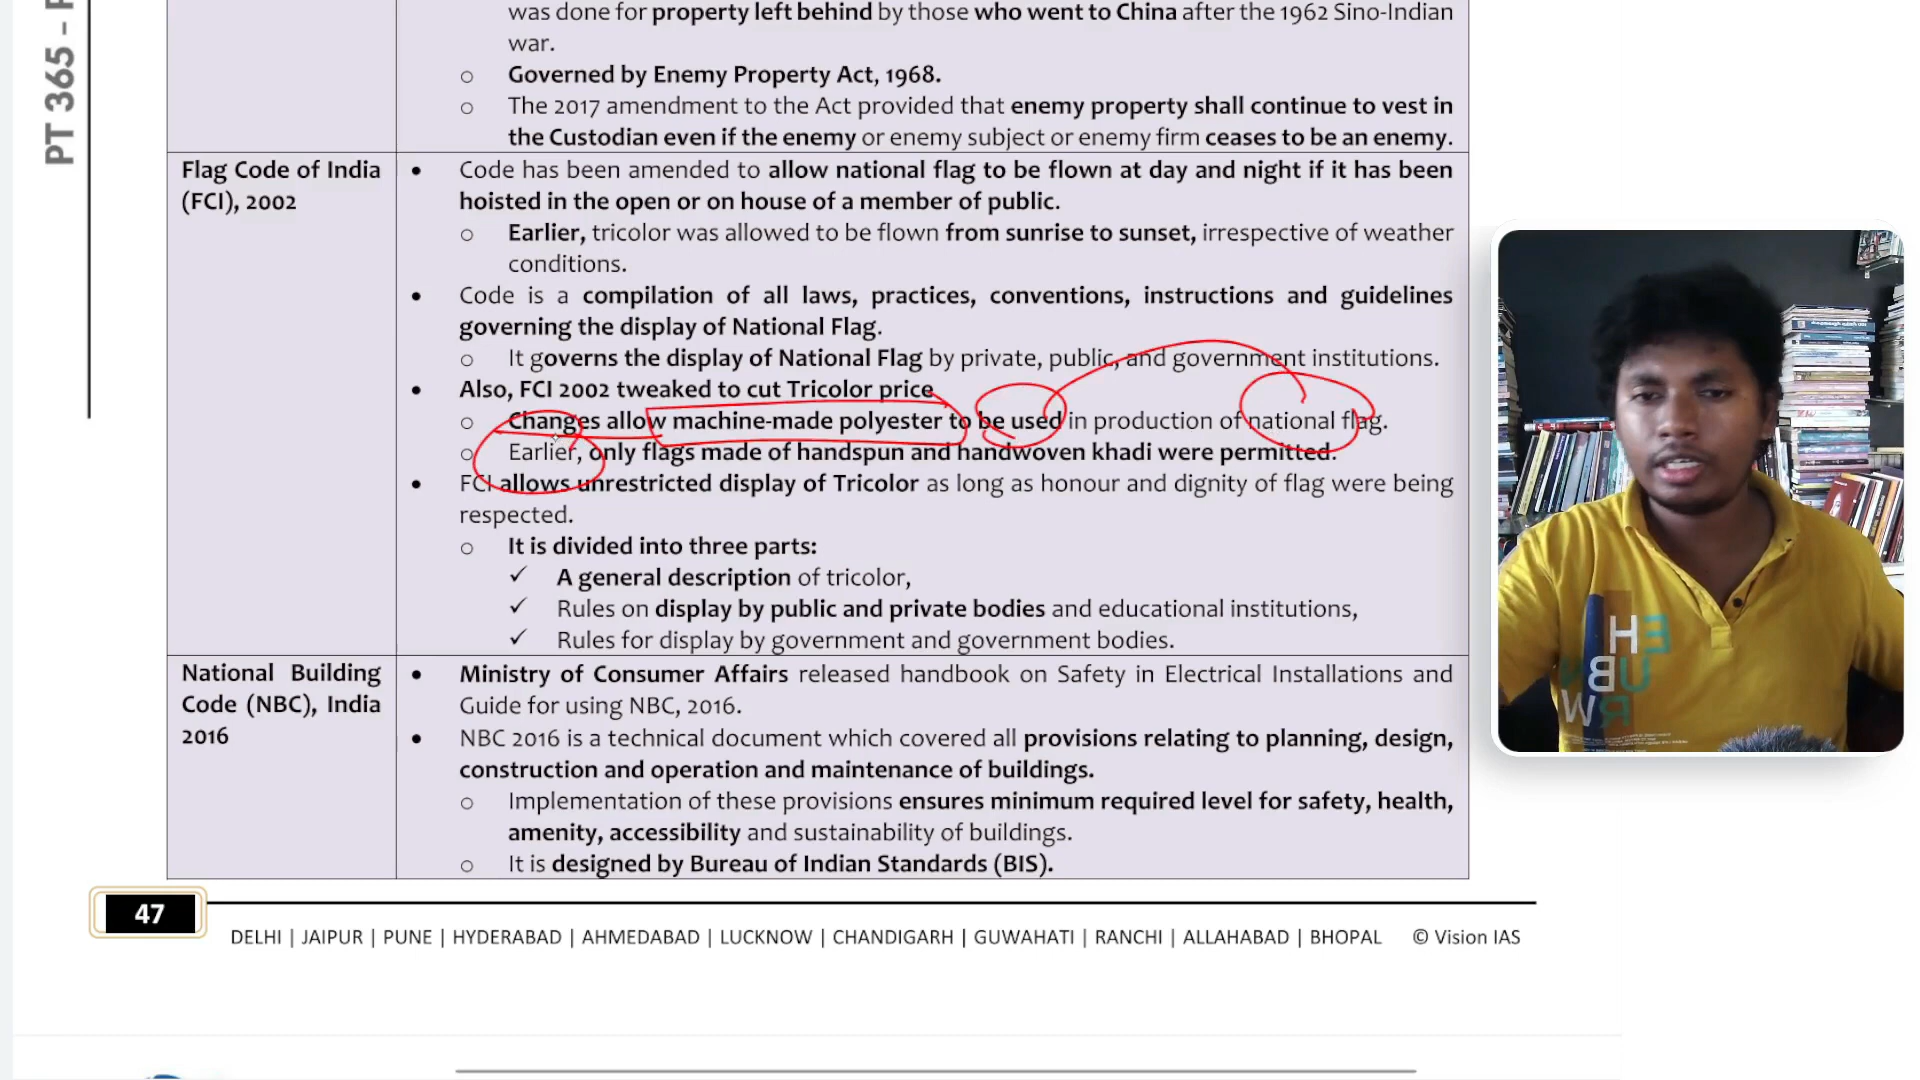 PT 365 -
was done for property left behind by those who went to China after the 1962 Sino-Indian
war.
o Governed by Enemy Property Act, 1968.
o The 2017 amendment to the Act provided that enemy property shall continue to vest in
the Custodian even if the enemy or enemy subject or enemy firm ceases to be an enemy.
Flag Code of India
(FCI), 2002
• Code has been amended to allow national flag to be flown at day and night if it has been
hoisted in the open or on house of a member of public.
o Earlier, tricolor was allowed to be flown from sunrise to sunset, irrespective of weather
conditions.
• Code is a compilation of all laws, practices, conventions, instructions and guidelines
governing the display of National Flag.
o It governs the display of National Flag by private, public, and government institutions.
• Also, FCI 2002 tweaked to cut Tricolor price
o Changes allow machine-made polyester to be used in production of national flag.
o Earlier, only flags made of handspun and handwoven khadi were permitted.
• FCI allows unrestricted display of Tricolor as long as honour and dignity of flag were being
respected.
o It is divided into three parts:
✓ A general description of tricolor,
✓ Rules on display by public and private bodies and educational institutions,
✓ Rules for display by government and government bodies.
National Building
Code (NBC), India
2016
• Ministry of Consumer Affairs released handbook on Safety in Electrical Installations and
Guide for using NBC, 2016.
• NBC 2016 is a technical document which covered all provisions relating to planning, design,
construction and operation and maintenance of buildings.
o Implementation of these provisions ensures minimum required level for safety, health,
amenity, accessibility and sustainability of buildings.
o It is designed by Bureau of Indian Standards (BIS).
47
DELHI | JAIPUR | PUNE | HYDERABAD | AHMEDABAD | LUCKNOW | CHANDIGARH | GUWAHATI | RANCHI | ALLAHABAD | BHOPAL © Vision IAS